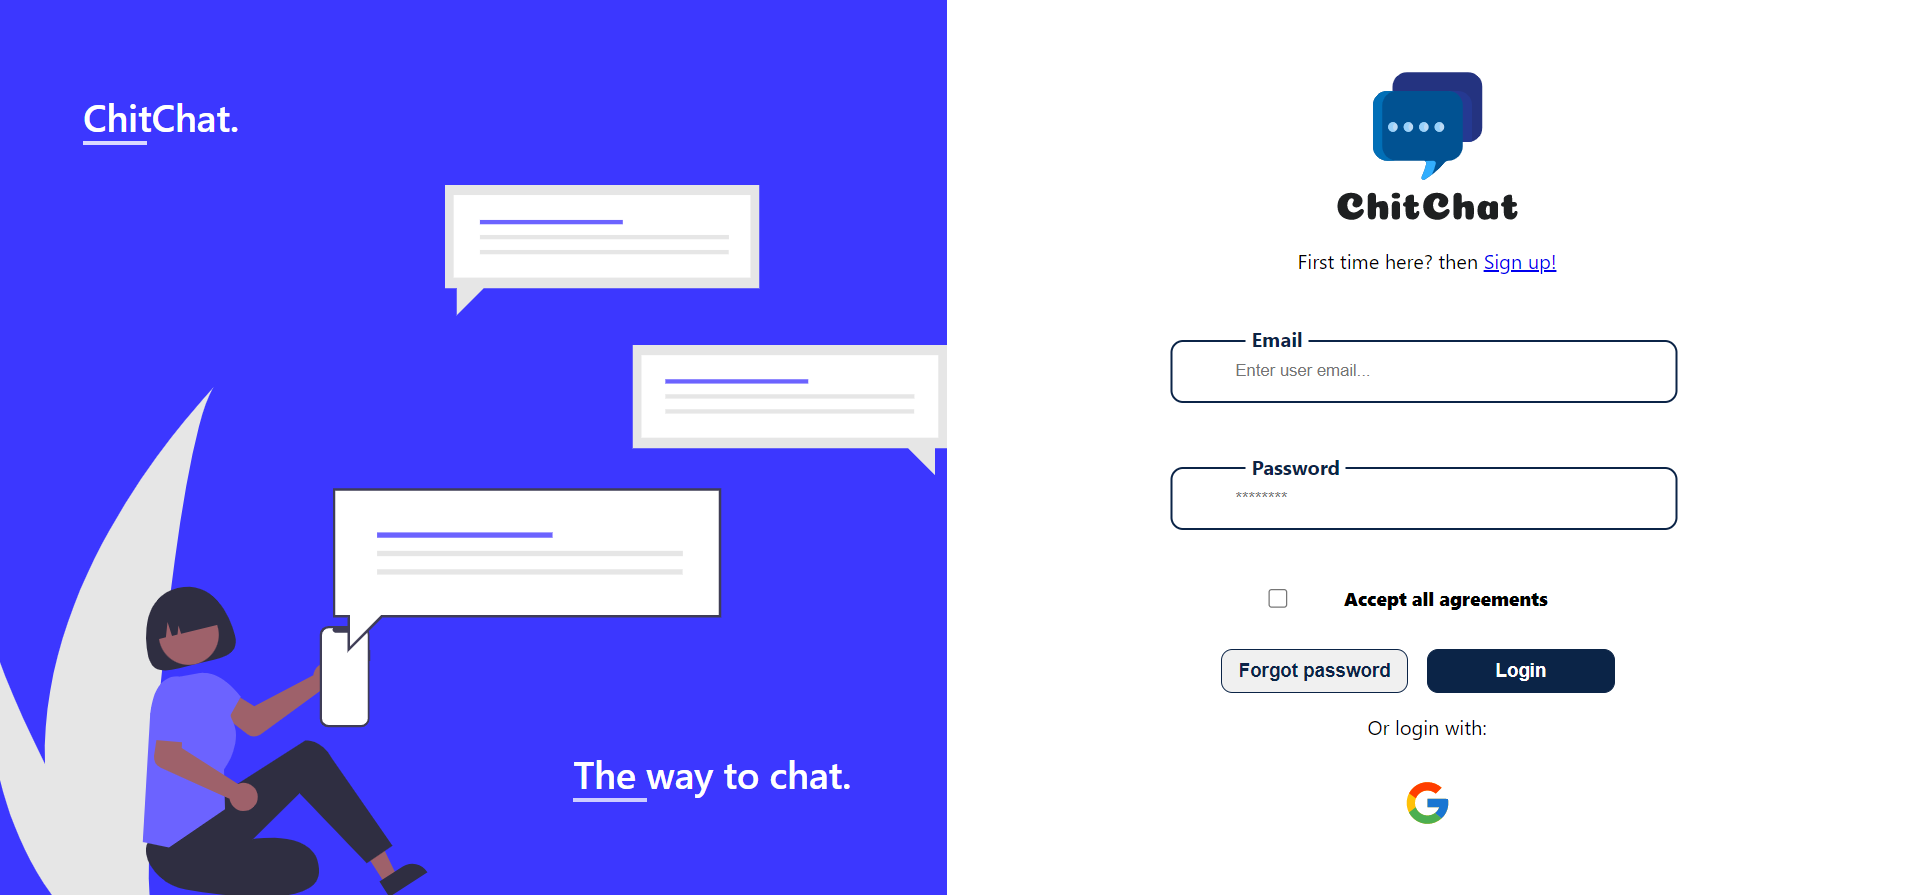 ChitChat.
The way to chat.
ChitChat
First time here? then Sign up!
Email
Enter user email...
Password
********
Accept all agreements
Forgot password
Login
Or login with: